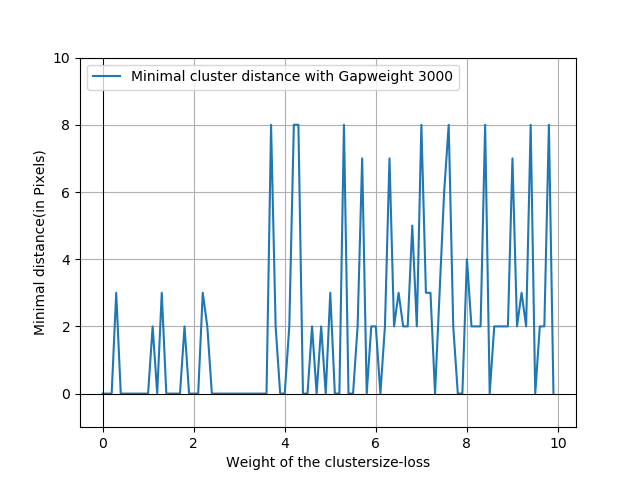 Minimal cluster distance with Gapweight 3000
10
8
6
4
2
0
Minimal distance(in Pixels)
0 2 4 6 8 10
Weight of the clustersize-loss